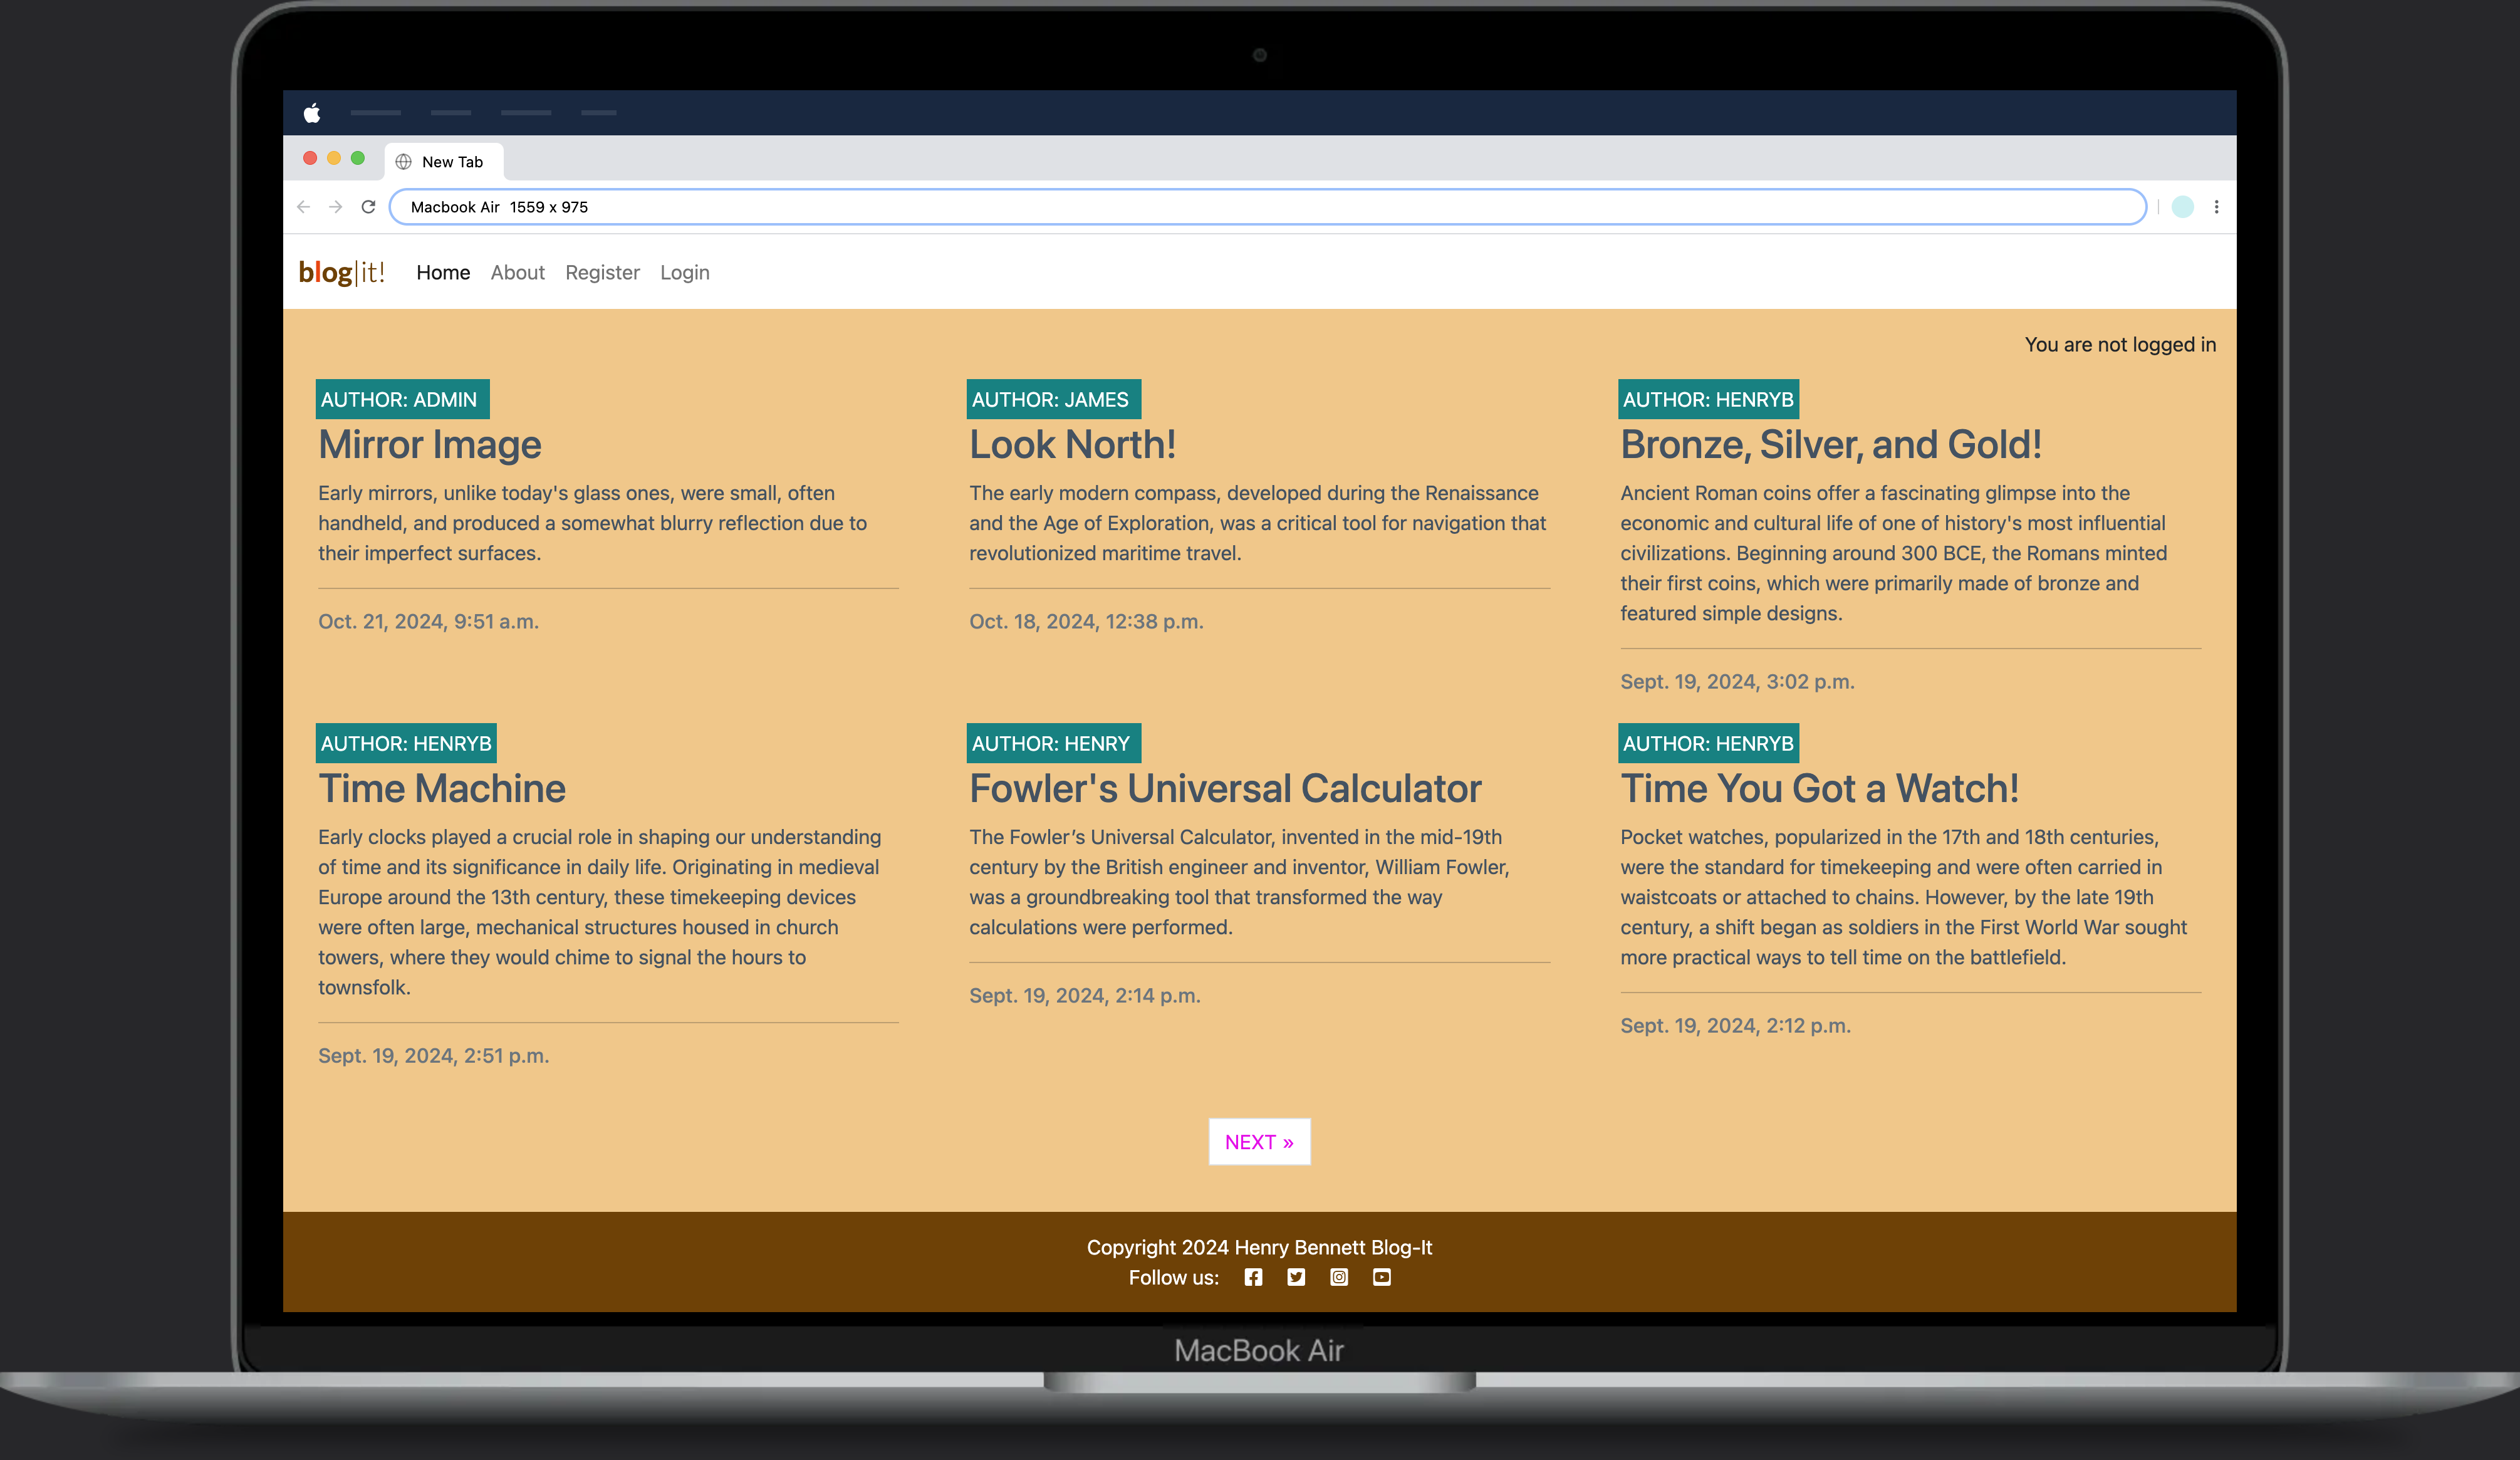 New Tab
Macbook Air 1559 x 975
blog|it! Home About Register Login
You are not logged in
AUTHOR: ADMIN
Mirror Image
Early mirrors, unlike today's glass ones, were small, often
handheld, and produced a somewhat blurry reflection due to
their imperfect surfaces.
Oct. 21, 2024, 9:51 a.m.
AUTHOR: JAMES
Look North!
The early modern compass, developed during the Renaissance
and the Age of Exploration, was a critical tool for navigation that
revolutionized maritime travel.
Oct. 18, 2024, 12:38 p.m.
AUTHOR: HENRYB
Bronze, Silver, and Gold!
Ancient Roman coins offer a fascinating glimpse into the
economic and cultural life of one of history's most influential
civilizations. Beginning around 300 BCE, the Romans minted
their first coins, which were primarily made of bronze and
featured simple designs.
Sept. 19, 2024, 3:02 p.m.
AUTHOR: HENRYB
Time Machine
Early clocks played a crucial role in shaping our understanding
of time and its significance in daily life. Originating in medieval
Europe around the 13th century, these timekeeping devices
were often large, mechanical structures housed in church
towers, where they would chime to signal the hours to
townsfolk.
Sept. 19, 2024, 2:51 p.m.
AUTHOR: HENRY
Fowler's Universal Calculator
The Fowler’s Universal Calculator, invented in the mid-19th
century by the British engineer and inventor, William Fowler,
was a groundbreaking tool that transformed the way
calculations were performed.
Sept. 19, 2024, 2:14 p.m.
AUTHOR: HENRYB
Time You Got a Watch!
Pocket watches, popularized in the 17th and 18th centuries,
were the standard for timekeeping and were often carried in
waistcoats or attached to chains. However, by the late 19th
century, a shift began as soldiers in the First World War sought
more practical ways to tell time on the battlefield.
Sept. 19, 2024, 2:12 p.m.
NEXT »
Copyright 2024 Henry Bennett Blog-It
Follow us:
MacBook Air